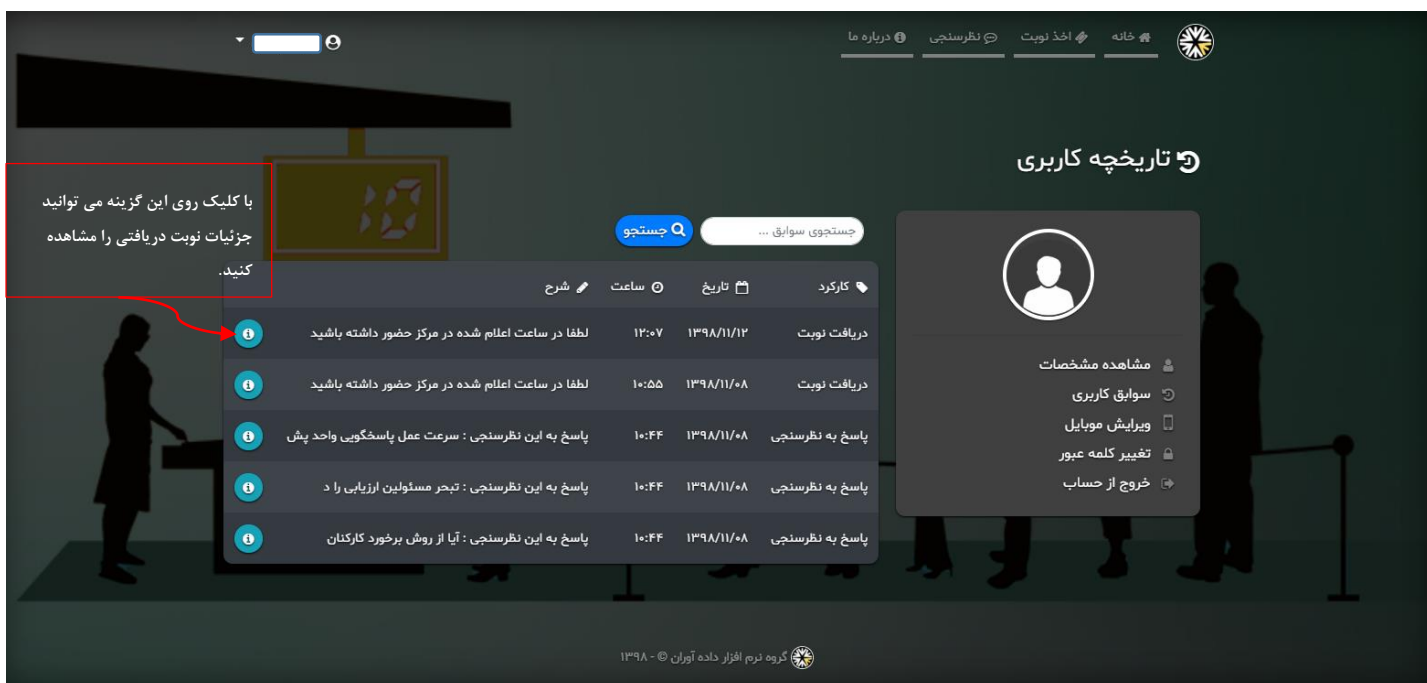 خانه
اخذ نوبت
نظرسنجی
درباره ما
تاریخچه کاربری
10
با کلیک روی این گزینه می توانید
جزئیات نوبت دریافتی را مشاهده
کنید.
جستجوی سوابق ...
جستجو
کارکرد تاریخ ساعت شرح
دریافت نوبت ۱۳۹۸/۱۱/۱۲ ۱۲:۰۷ لطفا در ساعت اعلام شده در مرکز حضور داشته باشید
دریافت نوبت ۱۳۹۸/۱۱/۰۸ ۱۰:۵۵ لطفا در ساعت اعلام شده در مرکز حضور داشته باشید
پاسخ به نظرسنجی ۱۳۹۸/۱۱/۰۸ ۱۰:۴۴ پاسخ به این نظرسنجی : سرعت عمل پاسخگویی واحد پش
پاسخ به نظرسنجی ۱۳۹۸/۱۱/۰۸ ۱۰:۴۴ پاسخ به این نظرسنجی : تبحر مسئولین ارزیابی را د
پاسخ به نظرسنجی ۱۳۹۸/۱۱/۰۸ ۱۰:۴۴ پاسخ به این نظرسنجی : آیا از روش برخورد کارکنان
مشاهده مشخصات
سوابق کاربری
ویرایش موبایل
تغییر کلمه عبور
خروج از حساب
گروه نرم افزار داده آوران © - ۱۳۹۸